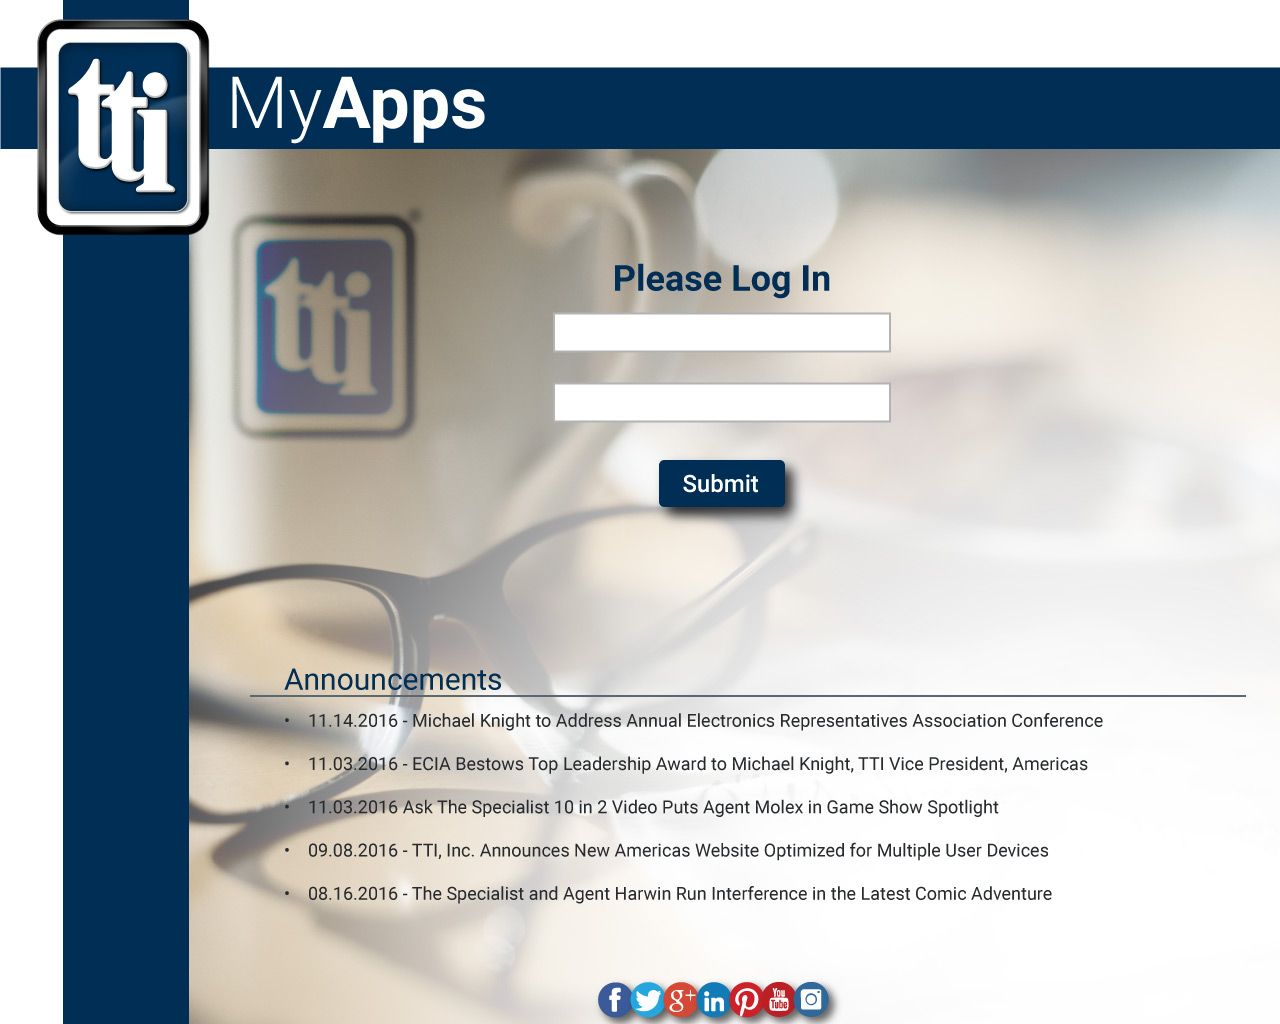 tti
MyApps
tti
Please Log In
Submit
Announcements
• 11.14.2016 - Michael Knight to Address Annual Electronics Representatives Association Conference
• 11.03.2016 - ECIA Bestows Top Leadership Award to Michael Knight, TTI Vice President, Americas
• 11.03.2016 Ask The Specialist 10 in 2 Video Puts Agent Molex in Game Show Spotlight
• 09.08.2016 - TTI, Inc. Announces New Americas Website Optimized for Multiple User Devices
• 08.16.2016 - The Specialist and Agent Harwin Run Interference in the Latest Comic Adventure
f g+ in You
Tube